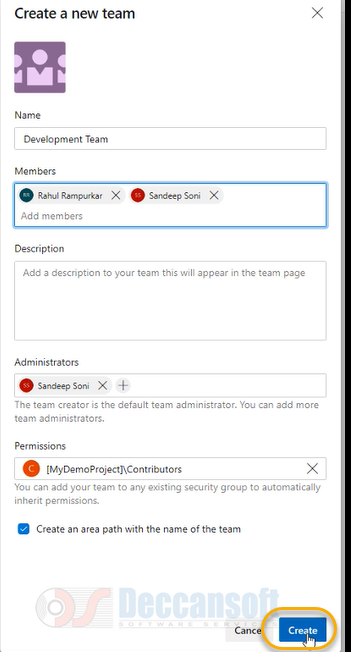 Create a new team
Name
Development Team
Members
RR Rahul Rampurkar SS Sandeep Soni
Add members
Description
Add a description to your team this will appear in the team page
Administrators
SS Sandeep Soni
The team creator is the default team administrator. You can add more
team administrators.
Permissions
C [MyDemoProject]\Contributors
You can add your team to any existing security group to automatically
inherit permissions.
Create an area path with the name of the team
Deccansoft
SOFTWARE SERVICES
Cancel Create